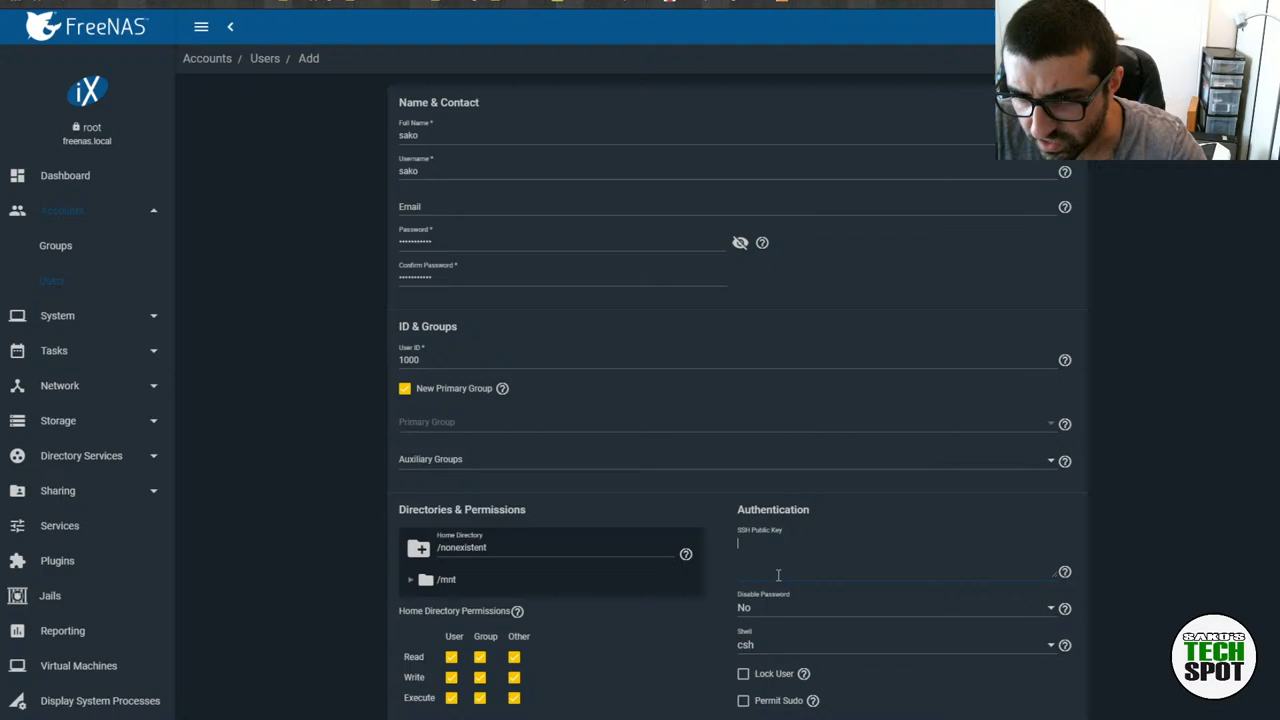 FreeNAS
Accounts / Users / Add
iX
root
freenas.local
Dashboard
Accounts
Groups
Users
System
Tasks
Network
Storage
Directory Services
Sharing
Services
Plugins
Jails
Reporting
Virtual Machines
Display System Processes
Name & Contact
Full Name *
sako
Username *
sako
Email
Password *
Confirm Password *
ID & Groups
User ID *
1000
New Primary Group
Primary Group
Auxiliary Groups
Directories & Permissions
Home Directory
/nonexistent
/mnt
Home Directory Permissions
User Group Other
Read
Write
Execute
Authentication
SSH Public Key
Disable Password
No
Shell
csh
Lock User
Permit Sudo
SAKO'S
TECH
SPOT